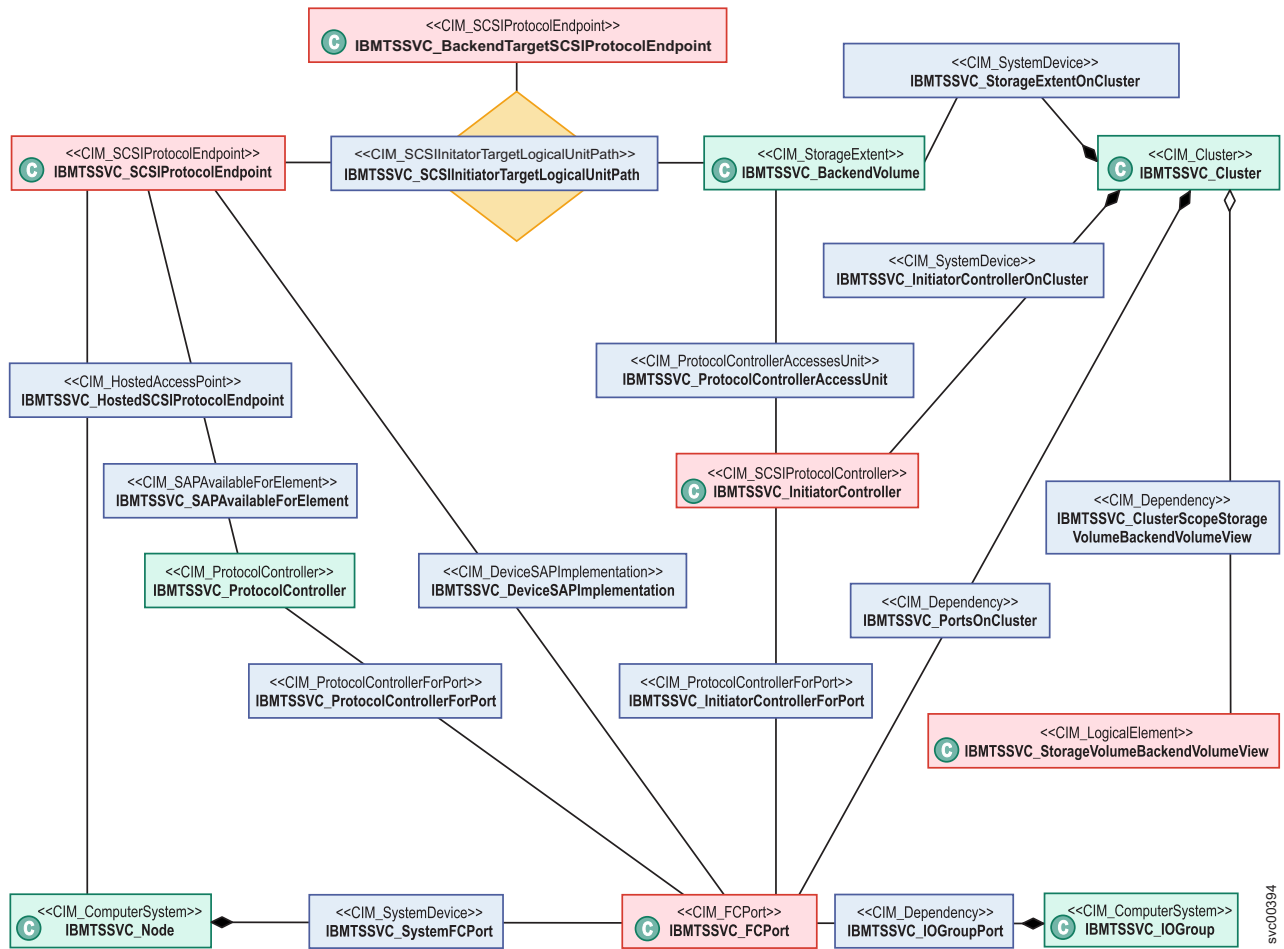 <<CIM_SCSIProtocolEndpoint>>
C IBMTSSVC_BackendTargetSCSIProtocolEndpoint
<<CIM_SystemDevice>>
IBMTSSVC_StorageExtentOnCluster
<<CIM_SCSIProtocolEndpoint>>
C IBMTSSVC_SCSIProtocolEndpoint
<<CIM_SCSIInitatorTargetLogicalUnitPath>>
IBMTSSVC_SCSIInitiatorTargetLogicalUnitPath
<<CIM_StorageExtent>>
C IBMTSSVC_BackendVolume
<<CIM_Cluster>>
C IBMTSSVC_Cluster
<<CIM_SystemDevice>>
IBMTSSVC_InitiatorControllerOnCluster
<<CIM_ProtocolControllerAccessesUnit>>
IBMTSSVC_ProtocolControllerAccessUnit
<<CIM_HostedAccessPoint>>
IBMTSSVC_HostedSCSIProtocolEndpoint
<<CIM_SAPAvailableForElement>>
IBMTSSVC_SAPAvailableForElement
<<CIM_SCSIProtocolController>>
C IBMTSSVC_InitiatorController
<<CIM_Dependency>>
IBMTSSVC_ClusterScopeStorage
VolumeBackendVolumeView
<<CIM_ProtocolController>>
IBMTSSVC_ProtocolController
<<CIM_DeviceSAPImplementation>>
IBMTSSVC_DeviceSAPImplementation
<<CIM_Dependency>>
IBMTSSVC_PortsOnCluster
<<CIM_ProtocolControllerForPort>>
IBMTSSVC_ProtocolControllerForPort
<<CIM_ProtocolControllerForPort>>
IBMTSSVC_InitiatorControllerForPort
<<CIM_LogicalElement>>
C IBMTSSVC_StorageVolumeBackendVolumeView
<<CIM_ComputerSystem>>
C IBMTSSVC_Node
<<CIM_SystemDevice>>
IBMTSSVC_SystemFCPort
<<CIM_FCPort>>
C IBMTSSVC_FCPort
<<CIM_Dependency>>
IBMTSSVC_IOGroupPort
<<CIM_ComputerSystem>>
C IBMTSSVC_IOGroup
svc00394